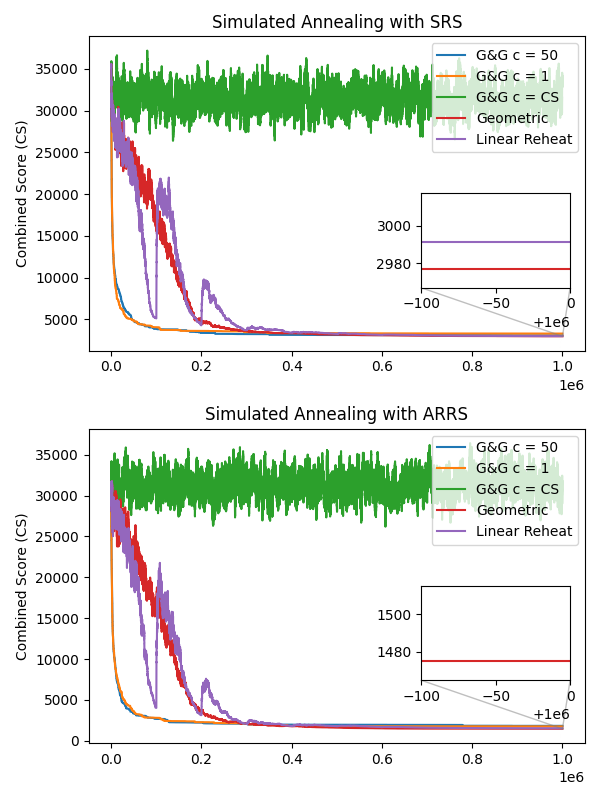 Simulated Annealing with SRS
Combined Score (CS)
35000
30000
25000
20000
15000
10000
5000
G&G c = 50
G&G c = 1
G&G c = CS
Geometric
Linear Reheat
3000
2980
−100
−50
0
+1e6
0.0
0.2
0.4
0.6
0.8
1.0
1e6
Simulated Annealing with ARRS
Combined Score (CS)
35000
30000
25000
20000
15000
10000
5000
0
G&G c = 50
G&G c = 1
G&G c = CS
Geometric
Linear Reheat
1500
1480
−100
−50
0
+1e6
0.0
0.2
0.4
0.6
0.8
1.0
1e6